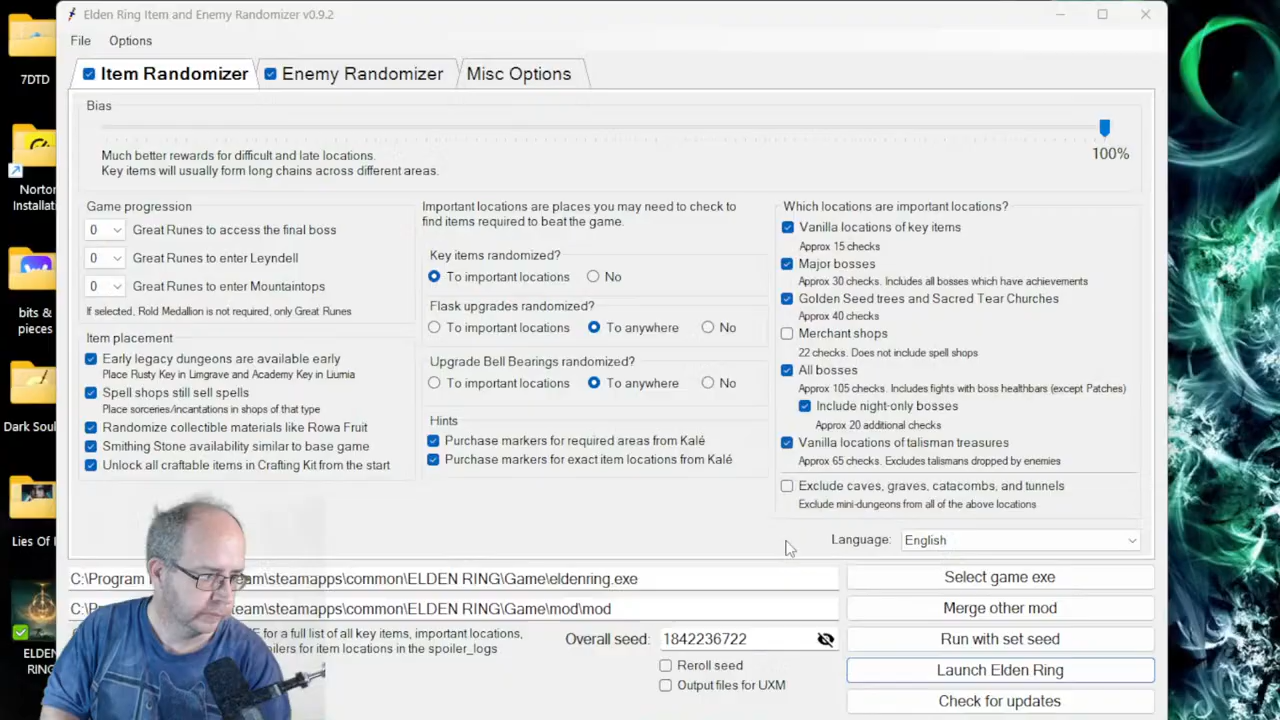 Elden Ring Item and Enemy Randomizer v0.9.2
File Options
Item Randomizer Enemy Randomizer Misc Options
Bias
Much better rewards for difficult and late locations.
Key items will usually form long chains across different areas.
100%
Game progression
0 Great Runes to access the final boss
0 Great Runes to enter Leyndell
0 Great Runes to enter Mountaintops
If selected, Rold Medallion is not required, only Great Runes
Item placement
Early legacy dungeons are available early
Place Rusty Key in Limgrave and Academy Key in Liurnia
Spell shops still sell spells
Place sorceries/incantations in shops of that type
Randomize collectible materials like Rowa Fruit
Smithing Stone availability similar to base game
Unlock all craftable items in Crafting Kit from the start
Important locations are places you may need to check to
find items required to beat the game.
Key items randomized?
To important locations No
Flask upgrades randomized?
To important locations To anywhere No
Upgrade Bell Bearings randomized?
To important locations To anywhere No
Hints
Purchase markers for required areas from Kalé
Purchase markers for exact item locations from Kalé
Which locations are important locations?
Vanilla locations of key items
Approx 15 checks
Major bosses
Approx 30 checks. Includes all bosses which have achievements
Golden Seed trees and Sacred Tear Churches
Approx 40 checks
Merchant shops
22 checks. Does not include spell shops
All bosses
Approx 105 checks. Includes fights with boss healthbars (except Patches)
Include night-only bosses
Approx 20 additional checks
Vanilla locations of talisman treasures
Approx 65 checks. Excludes talismans dropped by enemies
Exclude caves, graves, catacombs, and tunnels
Exclude mini-dungeons from all of the above locations
Language: English
C:\Program eam\steamapps\common\ELDEN RING\Game\eldenring.exe
Select game exe
team\steamapps\common\ELDEN RING\Game\mod\mod
Merge other mod
for a full list of all key items, important locations,
oilers for item locations in the spoiler_logs
Overall seed: 1842236722
Run with set seed
Reroll seed
Launch Elden Ring
Output files for UXM
Check for updates
7DTD
Norton
Installat
bits &
pieces
Dark Soul
Lies Of
ELDEN
RING